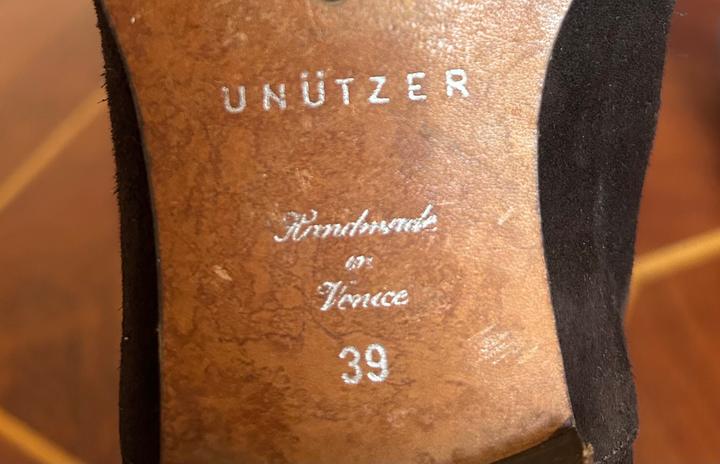 UNÜTZER
Handmade
in
Venice
39